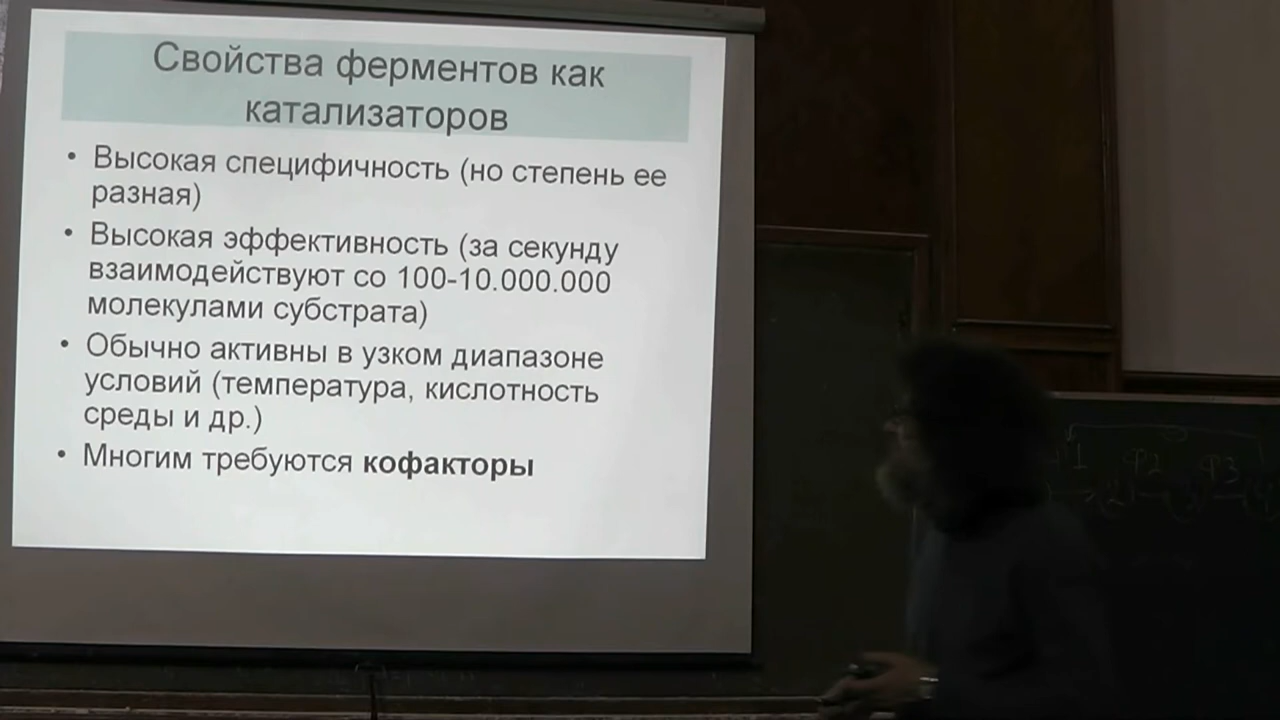 Свойства ферментов как
катализаторов
• Высокая специфичность (но степень ее
разная)
• Высокая эффективность (за секунду
взаимодействуют со 100-10.000.000
молекулами субстрата)
• Обычно активны в узком диапазоне
условий (температура, кислотность
среды и др.)
• Многим требуются кофакторы